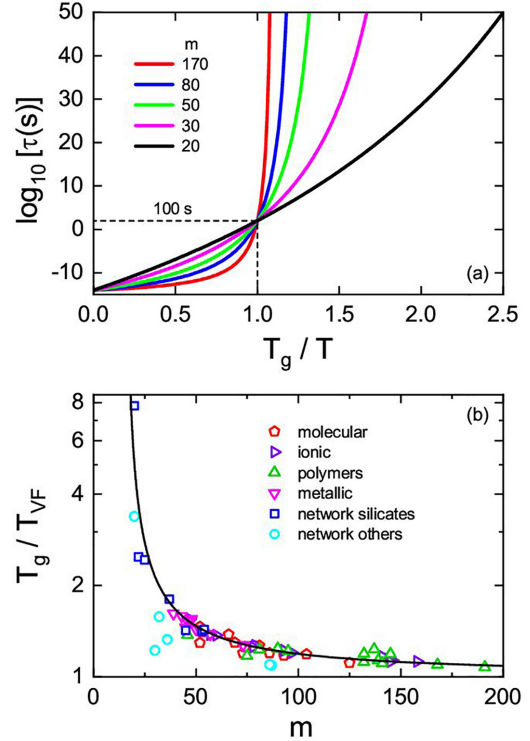 50
40
30
20
10
0
-10
log10 [τ(s)]
m
170
80
50
30
20
100 s
(a)
0.0 0.5 1.0 1.5 2.0 2.5
Tg / T
8
6
4
2
1
Tg / TVF
(b)
molecular
ionic
polymers
metallic
network silicates
network others
0 50 100 150 200
m